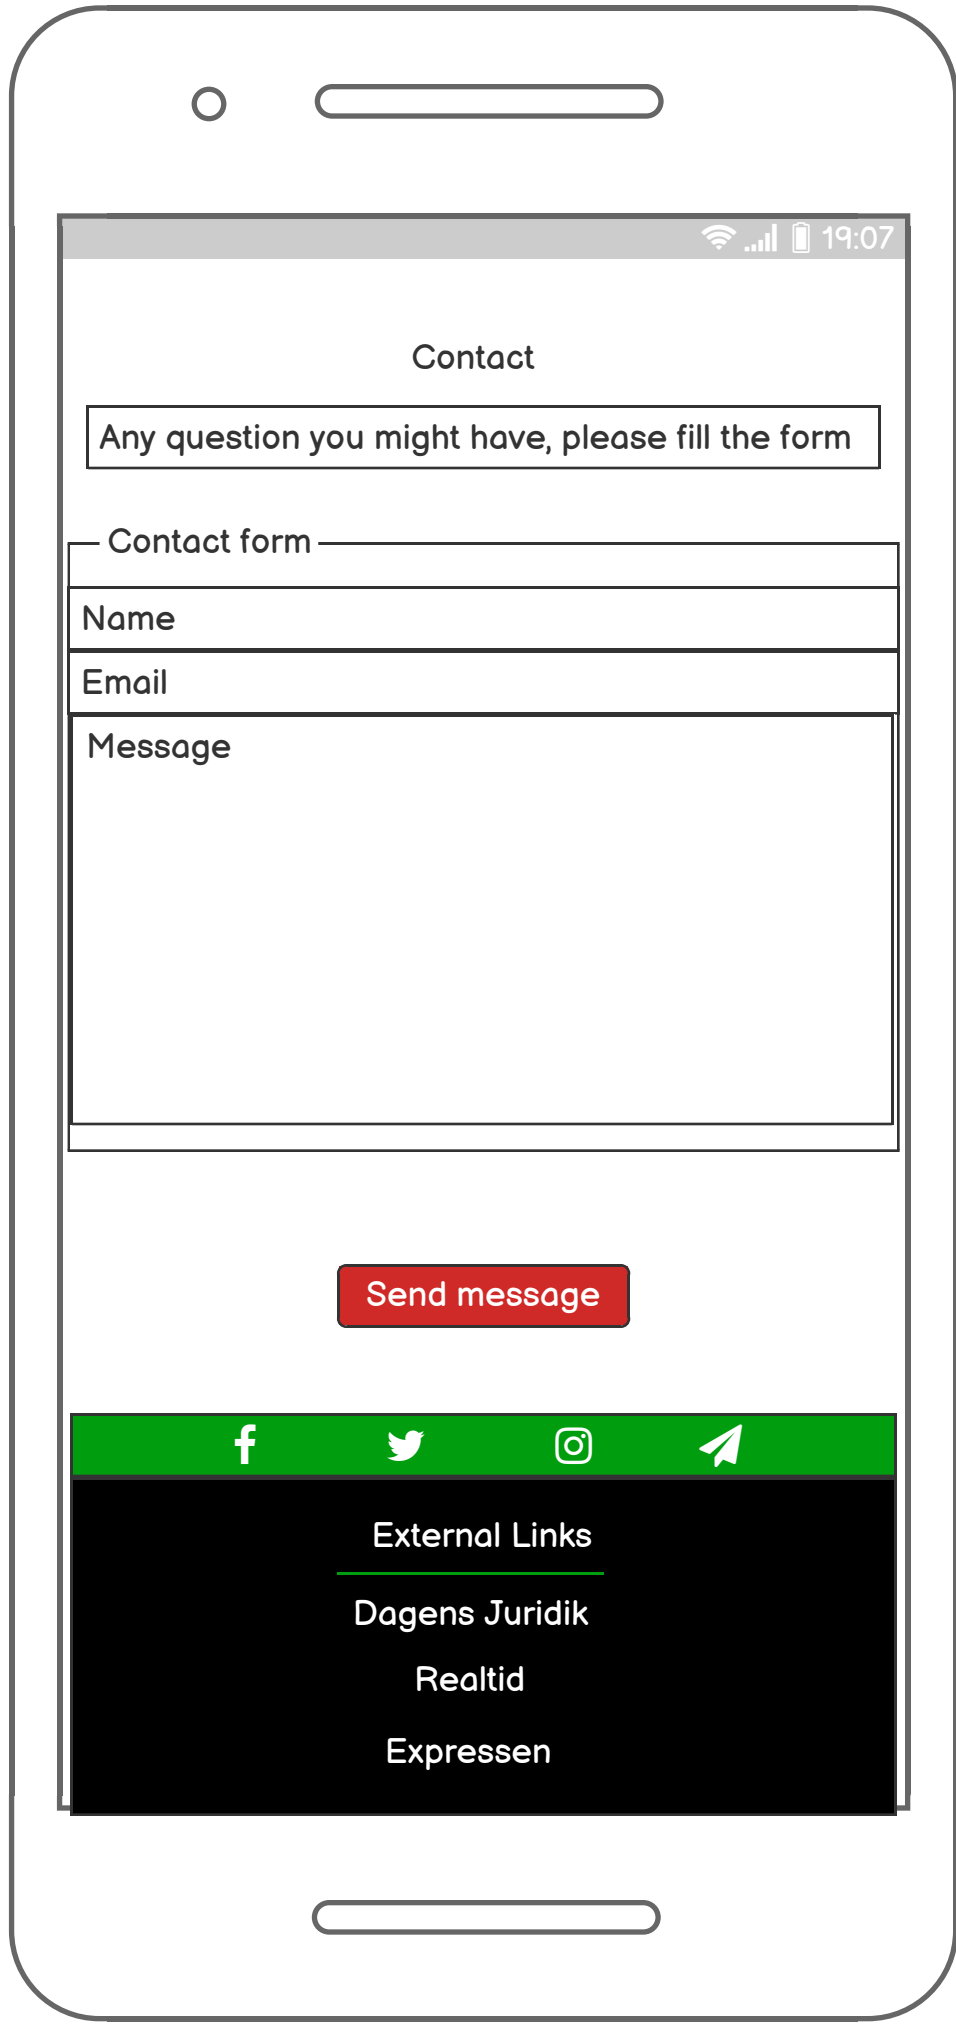 19:07
Contact
Any question you might have, please fill the form
Contact form
Name
Email
Message
Send message
External Links
Dagens Juridik
Realtid
Expressen